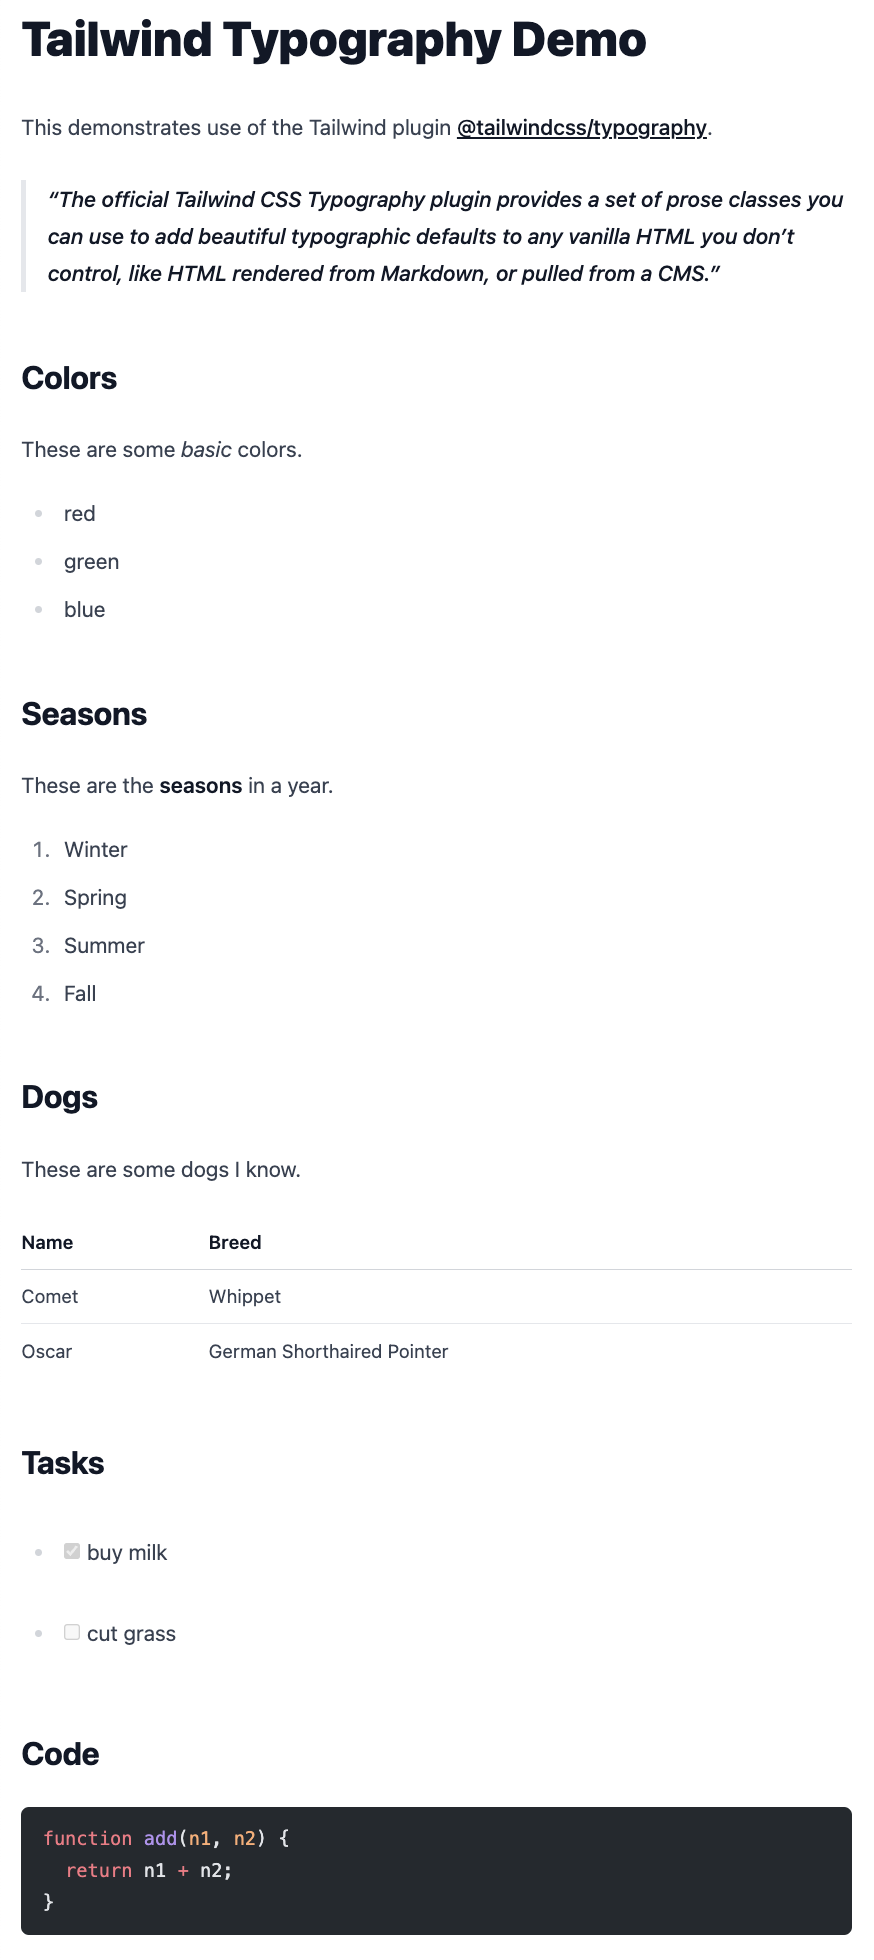 Tailwind Typography Demo
This demonstrates use of the Tailwind plugin @tailwindcss/typography.
“The official Tailwind CSS Typography plugin provides a set of prose classes you
can use to add beautiful typographic defaults to any vanilla HTML you don’t
control, like HTML rendered from Markdown, or pulled from a CMS.”
Colors
These are some basic colors.
• red
• green
• blue
Seasons
These are the seasons in a year.
1. Winter
2. Spring
3. Summer
4. Fall
Dogs
These are some dogs I know.
Name Breed
Comet Whippet
Oscar German Shorthaired Pointer
Tasks
• buy milk
• cut grass
Code
function add(n1, n2) {
  return n1 + n2;
}